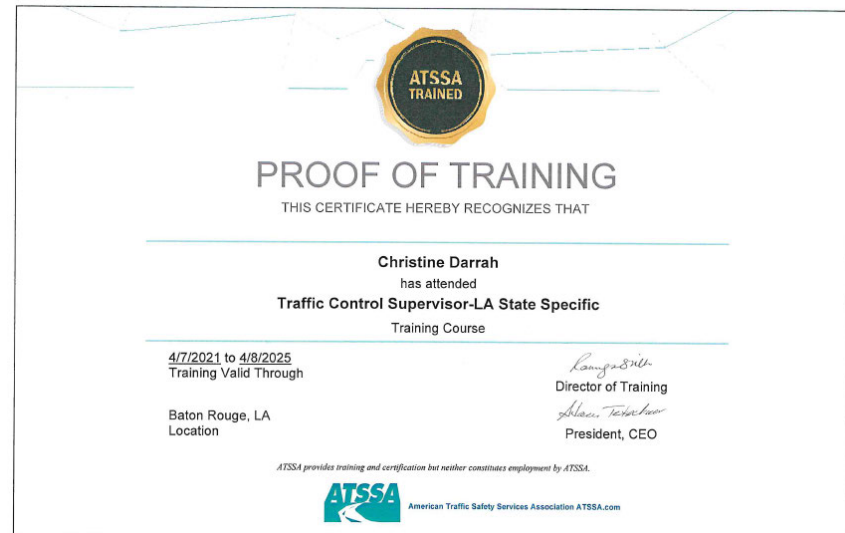 ATSSA
TRAINED
PROOF OF TRAINING
THIS CERTIFICATE HEREBY RECOGNIZES THAT
Christine Darrah
has attended
Traffic Control Supervisor-LA State Specific
Training Course
4/7/2021 to 4/8/2025
Training Valid Through
Director of Training
Baton Rouge, LA
Location
President, CEO
ATSSA provides training and certification but neither constitutes employment by ATSSA.
ATSSA
American Traffic Safety Services Association ATSSA.com